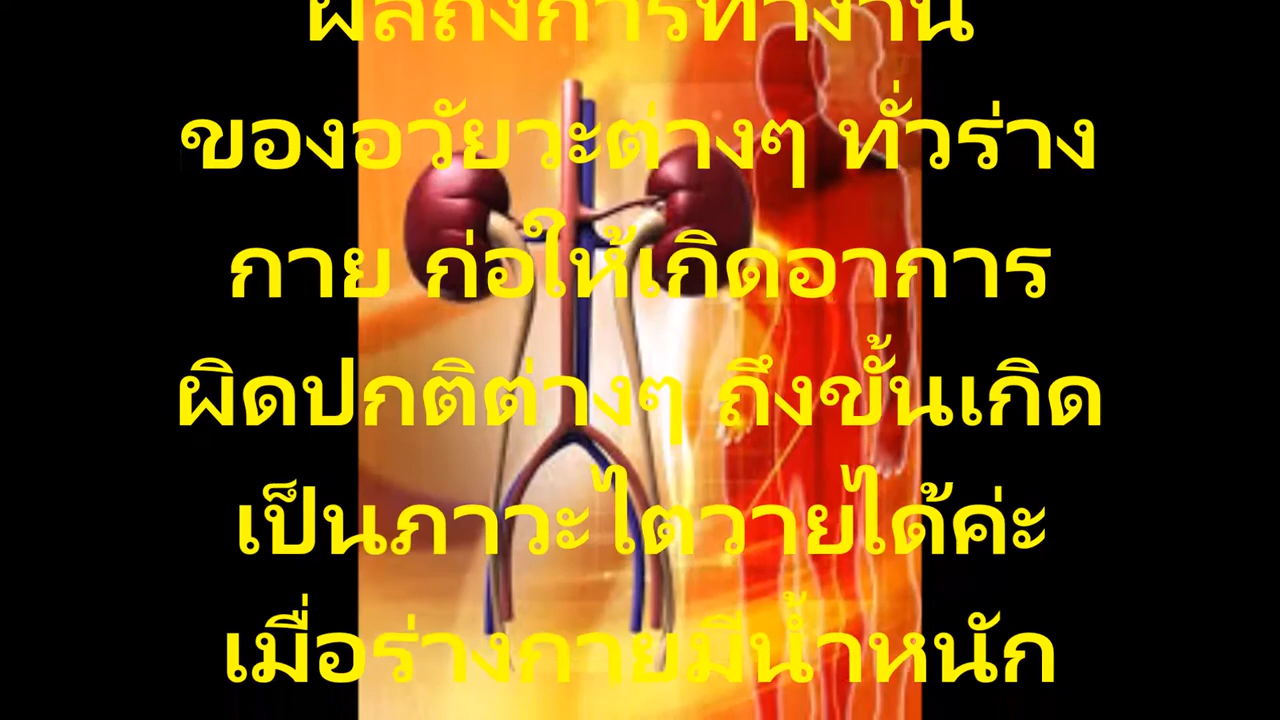 ผลถึงการทำงาน
ของอวัยวะต่างๆ ทั่วร่าง
กาย ก่อให้เกิดอาการ
ผิดปกติต่างๆ ถึงขั้นเกิด
เป็นภาวะไตวายได้ค่ะ
เมื่อร่างกายมีน้ำหนัก